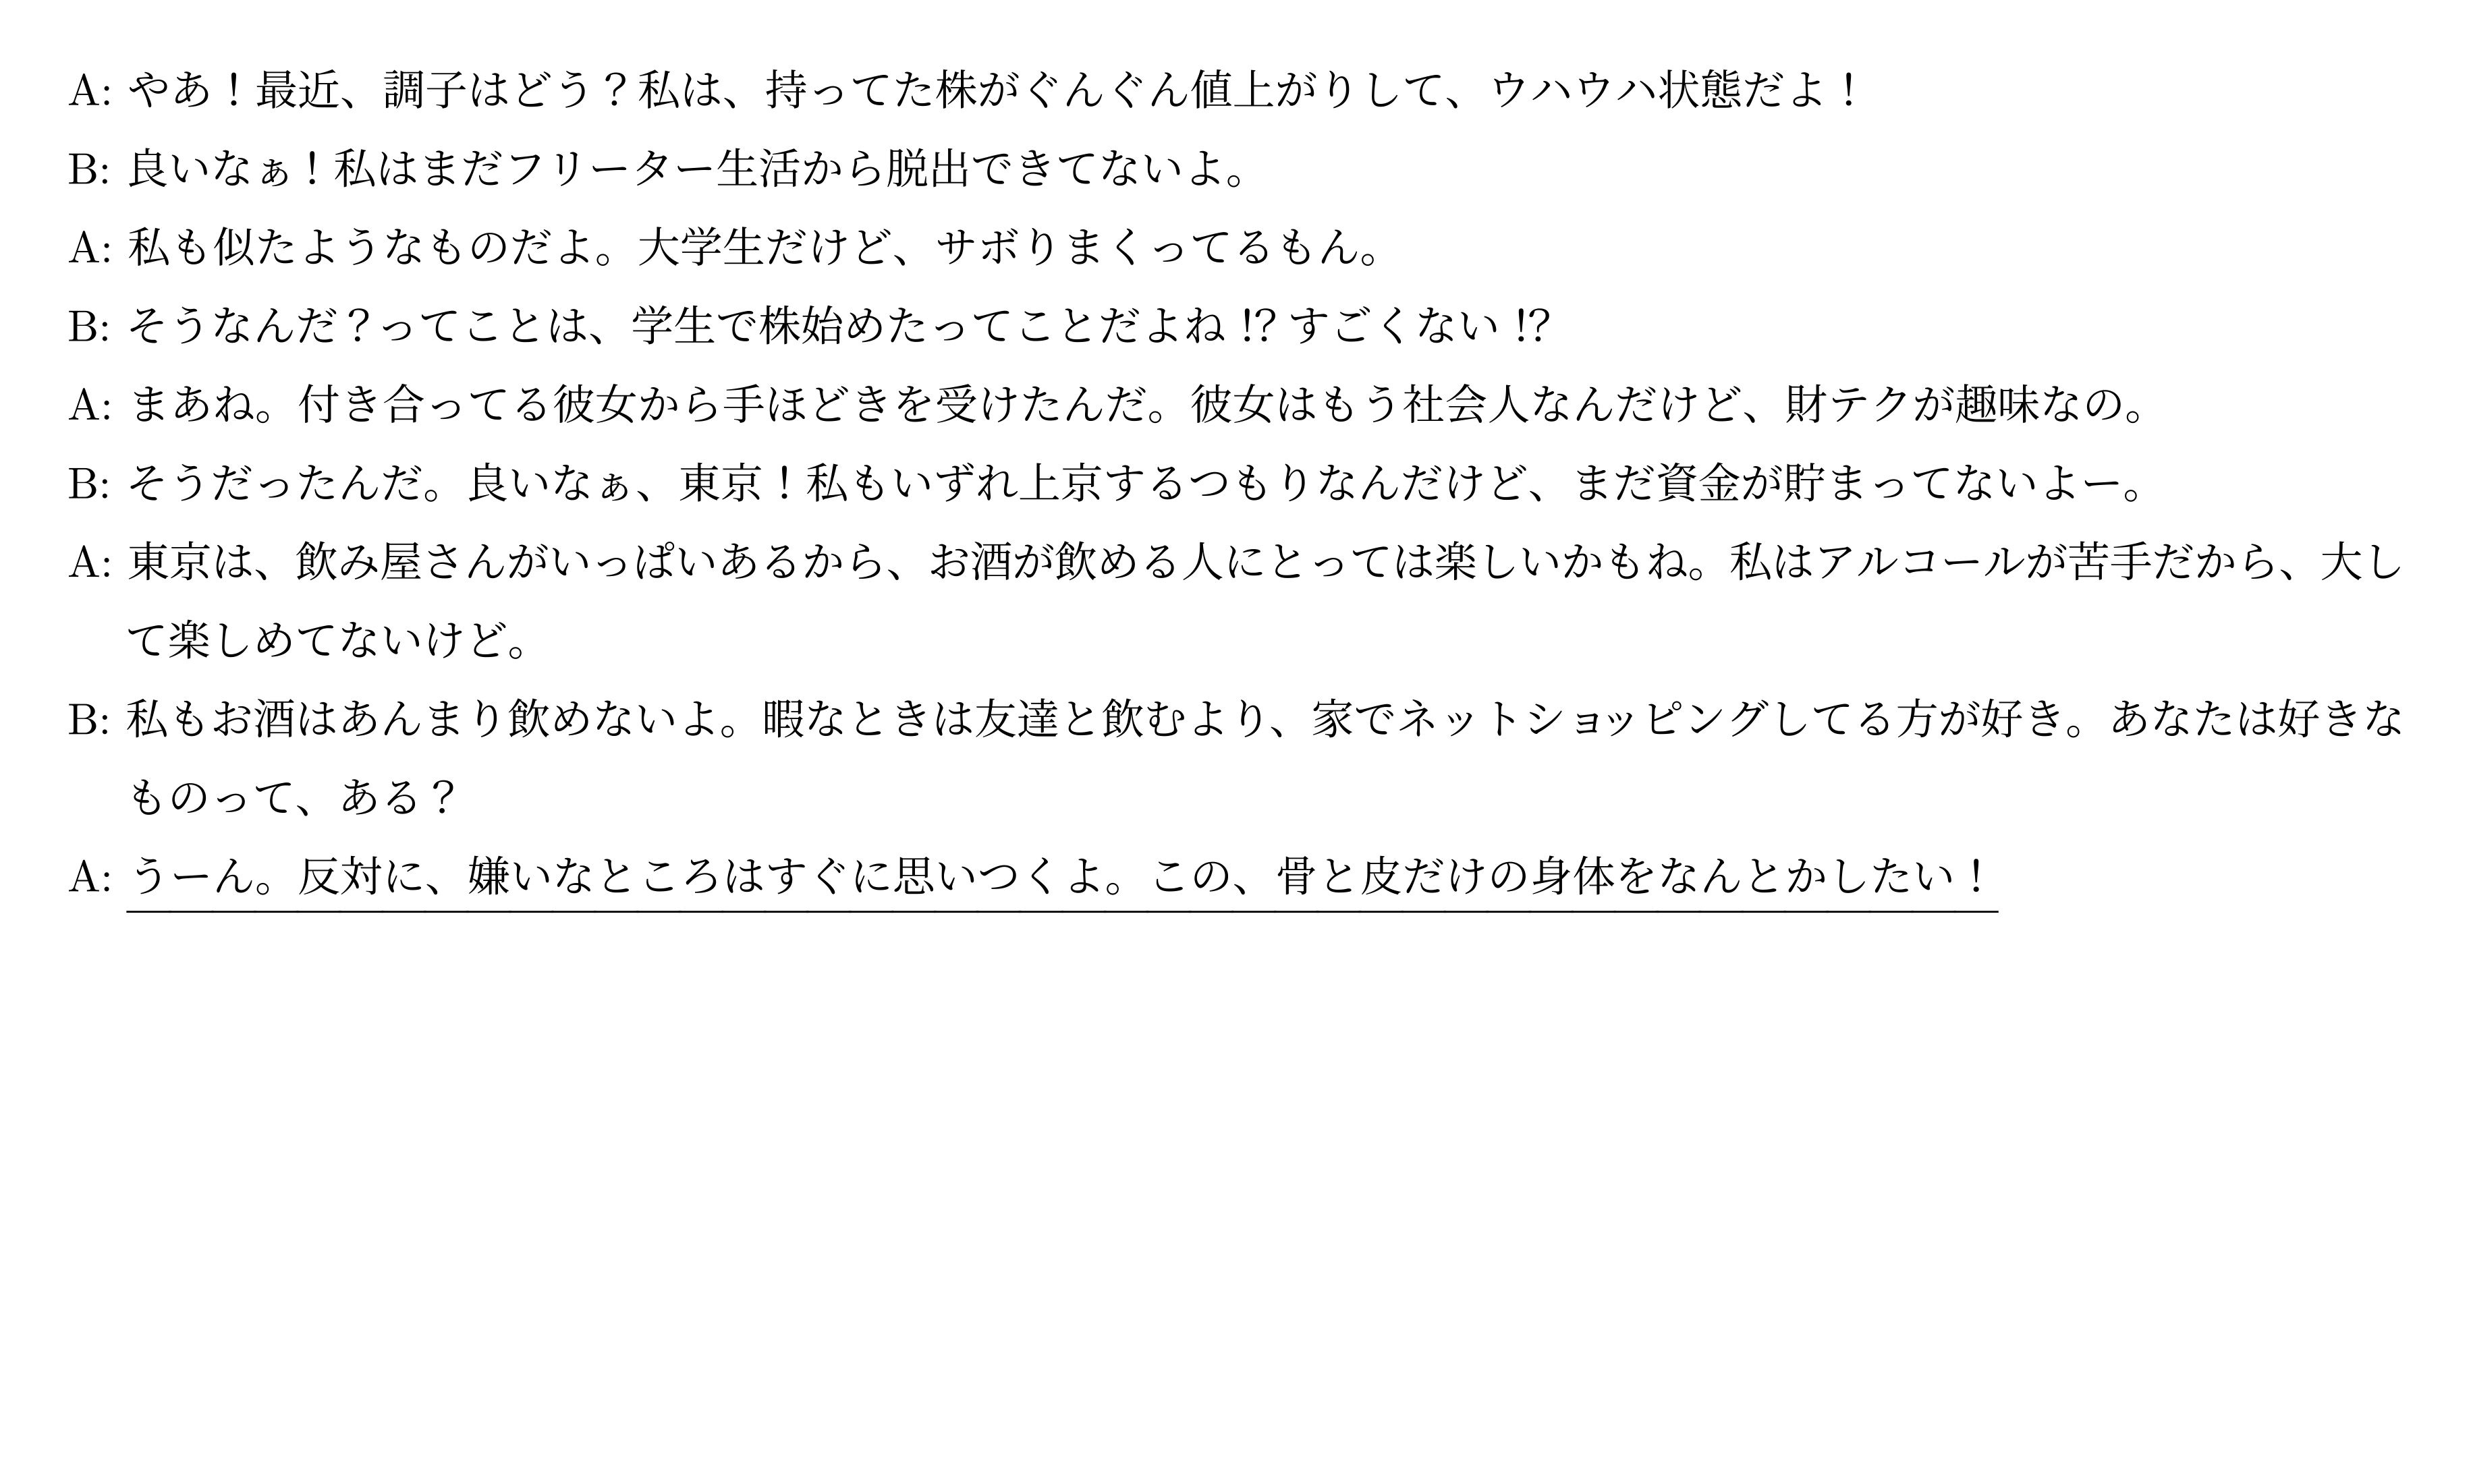 A: やあ！最近、調子はどう？私は、持ってた株がぐんぐん値上がりして、ウハウハ状態だよ！
B: 良いなぁ！私はまだフリーター生活から脱出できてないよ。
A: 私も似たようなものだよ。大学生だけど、サボりまくってるもん。
B: そうなんだ？ってことは、学生で株始めたってことだよね⁉すごくない⁉
A: まあね。付き合ってる彼女から手ほどきを受けたんだ。彼女はもう社会人なんだけど、財テクが趣味なの。
B: そうだったんだ。良いなぁ、東京！私もいずれ上京するつもりなんだけど、まだ資金が貯まってないよー。
A: 東京は、飲み屋さんがいっぱいあるから、お酒が飲める人にとっては楽しいかもね。私はアルコールが苦手だから、大し
て楽しめてないけど。
B: 私もお酒はあんまり飲めないよ。暇なときは友達と飲むより、家でネットショッピングしてる方が好き。あなたは好きな
ものって、ある？
A: うーん。反対に、嫌いなところはすぐに思いつくよ。この、骨と皮だけの身体をなんとかしたい！